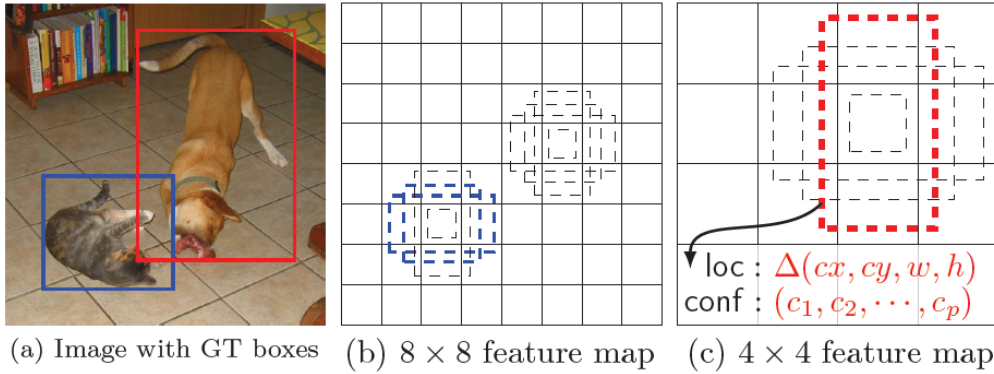 loc : Δ(cx, cy, w, h)
conf : (c₁, c₂, · · · , cₚ)
(a) Image with GT boxes
(b) 8 × 8 feature map
(c) 4 × 4 feature map